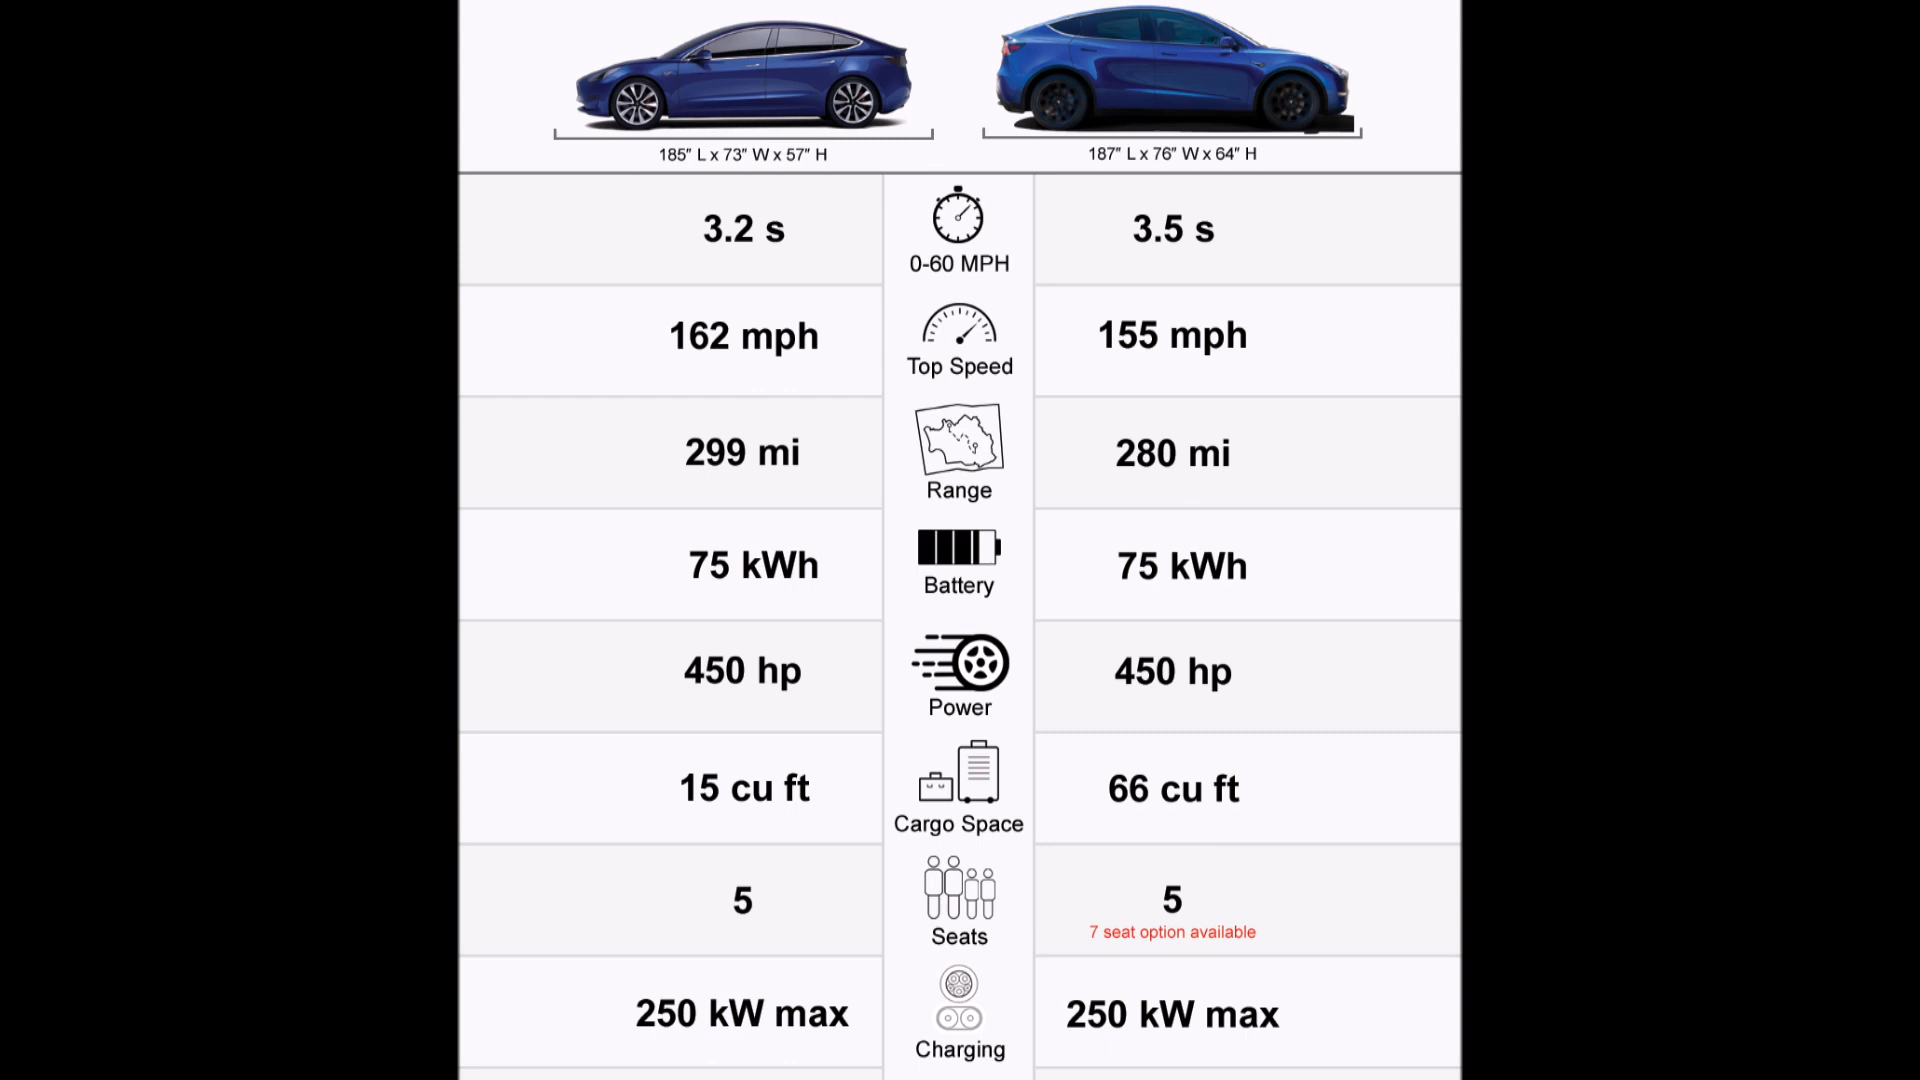 185″ L x 73″ W x 57″ H
187″ L x 76″ W x 64″ H
3.2 s
0-60 MPH
3.5 s
162 mph
Top Speed
155 mph
299 mi
Range
280 mi
75 kWh
Battery
75 kWh
450 hp
Power
450 hp
15 cu ft
Cargo Space
66 cu ft
5
Seats
5
7 seat option available
250 kW max
Charging
250 kW max